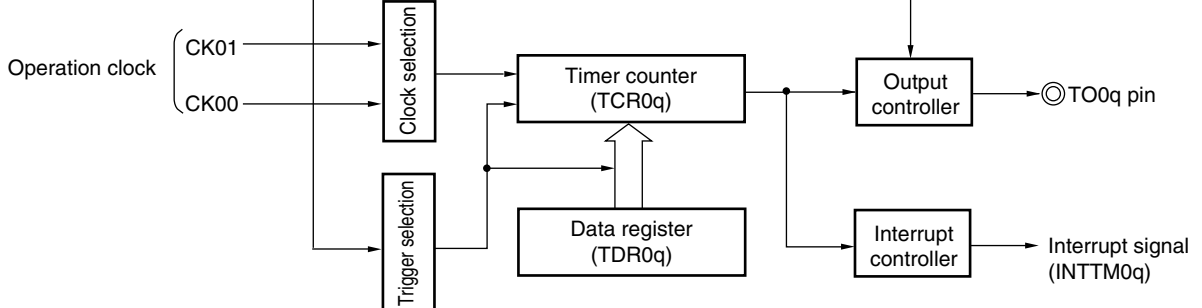 Operation clock
CK01
CK00
Clock selection
Timer counter
(TCR0q)
Output
controller
TO0q pin
Trigger selection
Data register
(TDR0q)
Interrupt
controller
Interrupt signal
(INTTM0q)